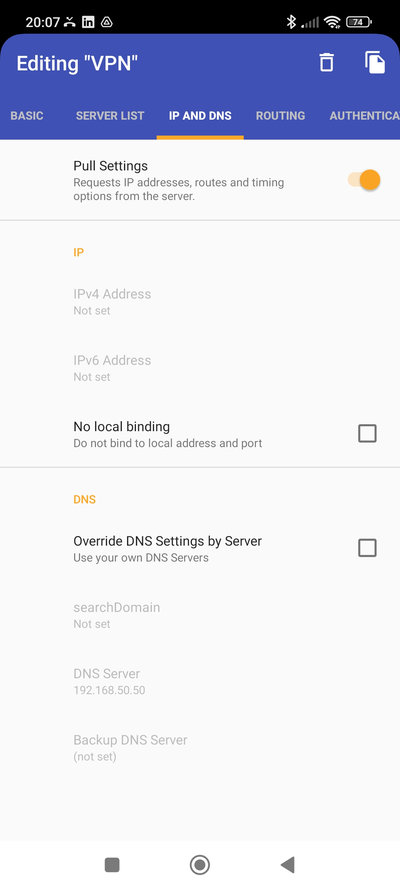 20:07
74
Editing "VPN"
BASIC
SERVER LIST
IP AND DNS
ROUTING
AUTHENTICA
Pull Settings
Requests IP addresses, routes and timing
options from the server.
IP
IPv4 Address
Not set
IPv6 Address
Not set
No local binding
Do not bind to local address and port
DNS
Override DNS Settings by Server
Use your own DNS Servers
searchDomain
Not set
DNS Server
192.168.50.50
Backup DNS Server
(not set)